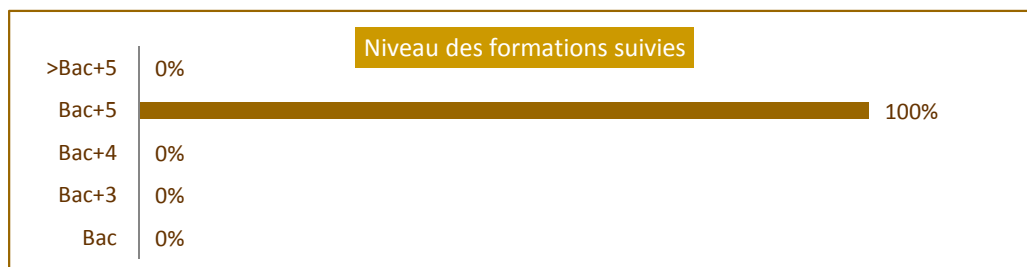 Niveau des formations suivies
>Bac+5 0%
Bac+5 100%
Bac+4 0%
Bac+3 0%
Bac 0%